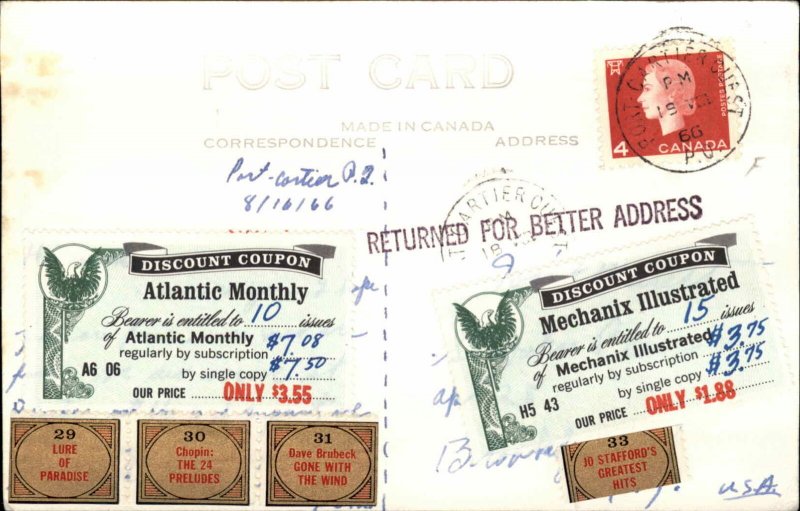 POST CARD
MADE IN CANADA
CORRESPONDENCE ADDRESS
Port-Cartier P.Q.
8/16/66
PORT CARTIER OUEST
PM
66
P.Q.
4
CANADA
POSTES POSTAGE
CARTIER OUEST
RETURNED FOR BETTER ADDRESS
DISCOUNT COUPON
Atlantic Monthly
Bearer is entitled to 10 issues
of Atlantic Monthly $7.08
regularly by subscription
by single copy $7.50
A6 06
OUR PRICE ONLY $3.55
DISCOUNT COUPON
Mechanix Illustrated
Bearer is entitled to 15 issues
of Mechanix Illustrated $3.75
regularly by subscription
by single copy $3.75
H5 43
OUR PRICE ONLY $1.88
29
LURE
OF
PARADISE
30
Chopin:
THE 24
PRELUDES
31
Dave Brubeck
GONE WITH
THE WIND
33
JO STAFFORD'S
GREATEST
HITS
USA